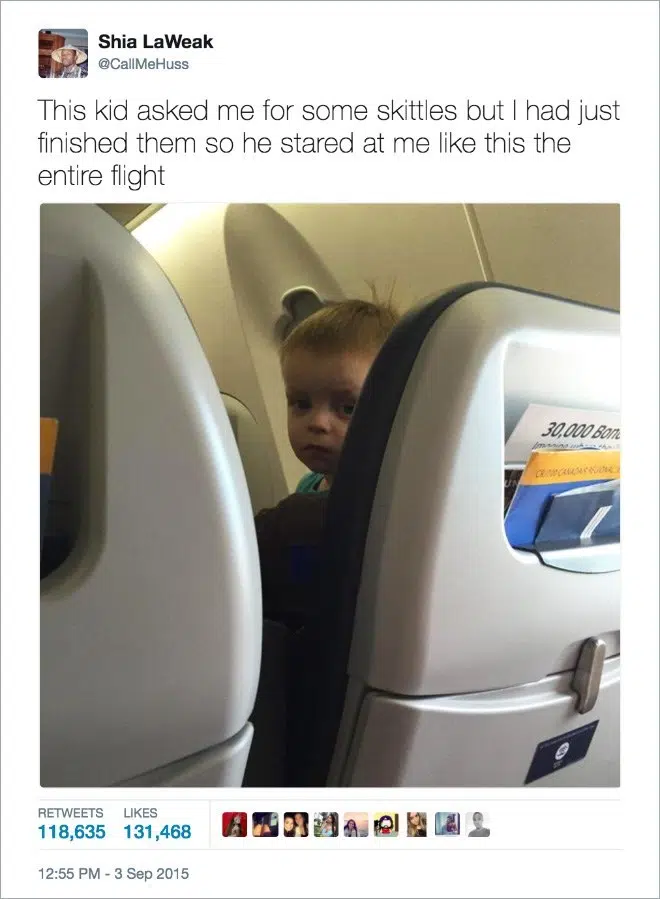 Shia LaWeak
@CallMeHuss
This kid asked me for some skittles but I had just
finished them so he stared at me like this the
entire flight
30,000 Bon
RETWEETS LIKES
118,635 131,468
12:55 PM - 3 Sep 2015